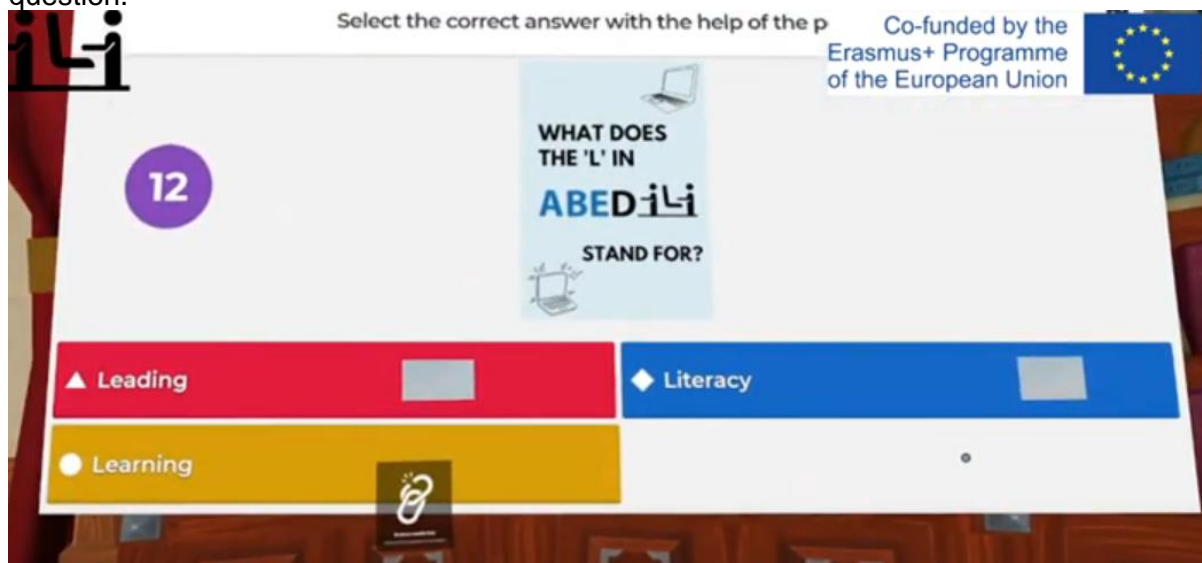 question.
Select the correct answer with the help of the p
Co-funded by the
Erasmus+ Programme
of the European Union
ili
12
WHAT DOES
THE 'L' IN
ABEDiLi
STAND FOR?
Leading
Literacy
Learning